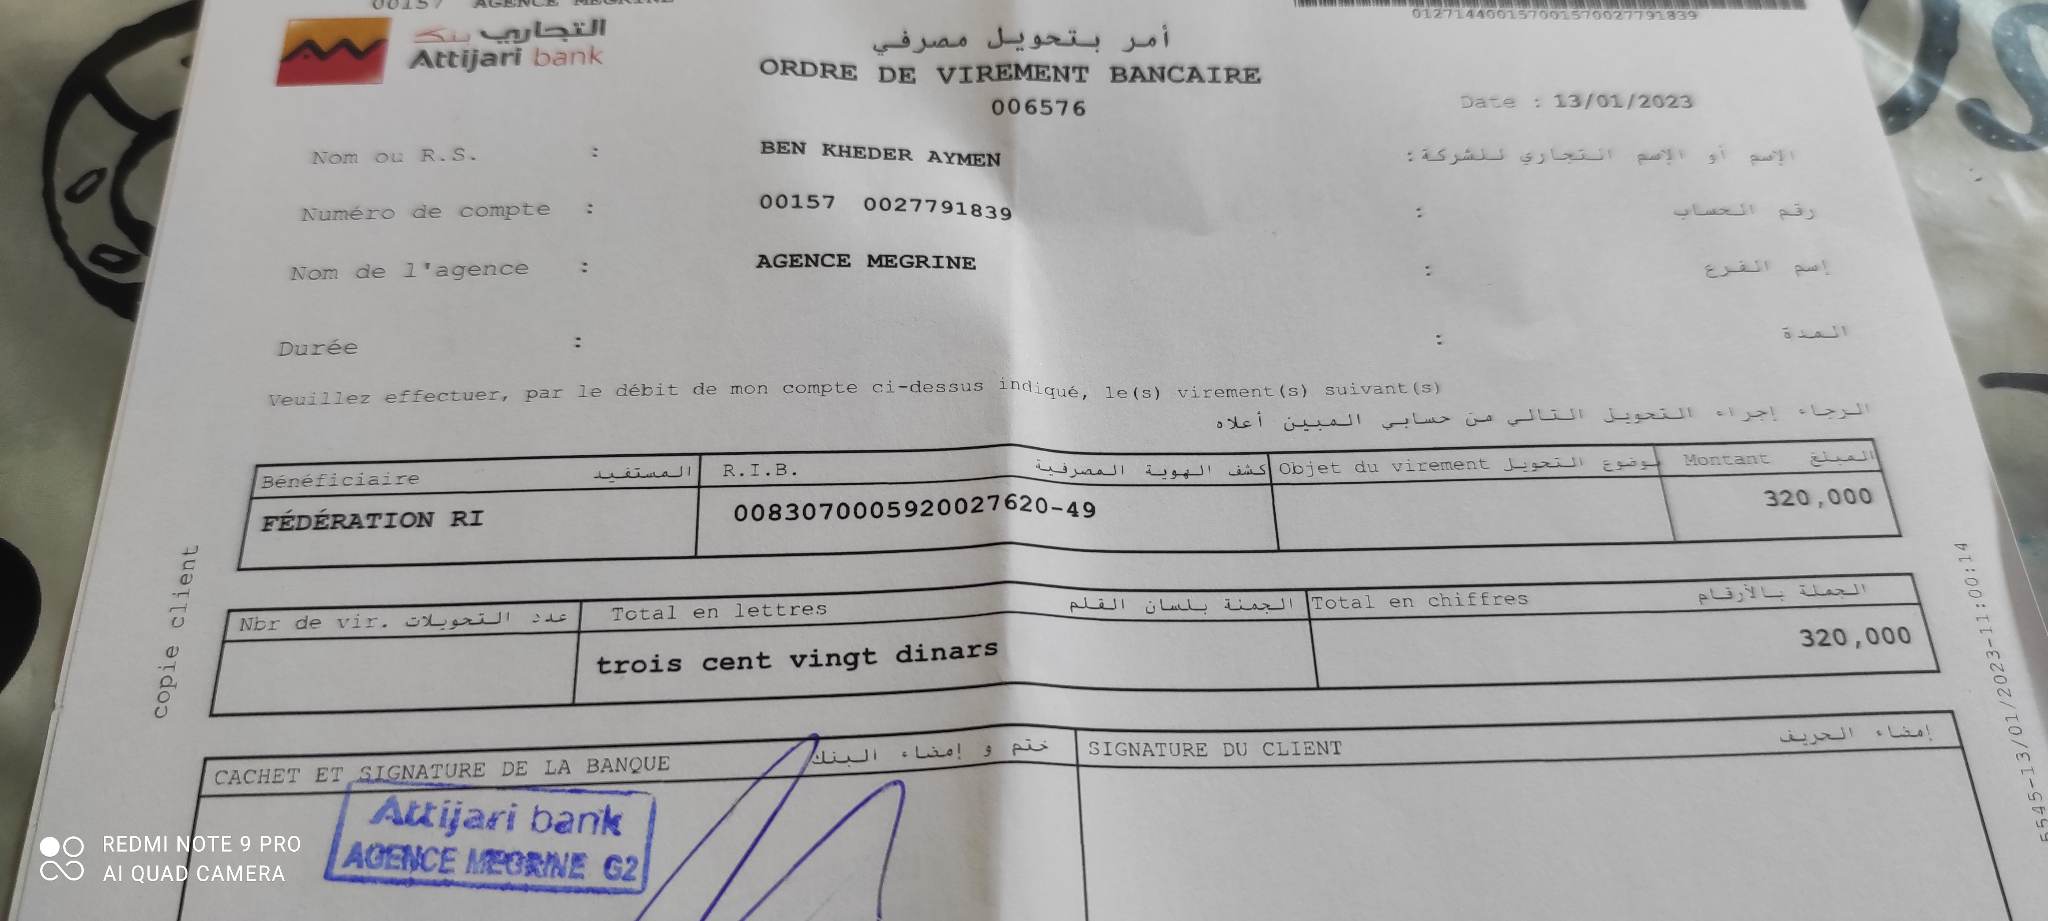 00157 AGENCE MEGRINE
012714400157001570027791839
التجاري بنك
Attijari bank
أمر بتحويل مصرفي
ORDRE DE VIREMENT BANCAIRE
006576
Date : 13/01/2023
Nom ou R.S. : BEN KHEDER AYMEN الإسم أو الإسم التجاري للشركة:
Numéro de compte : 00157 0027791839 : رقم الحساب
Nom de l'agence : AGENCE MEGRINE : إسم الفرع
Durée : : المدة
Veuillez effectuer, par le débit de mon compte ci-dessus indiqué, le(s) virement(s) suivant(s)
الرجاء إجراء التحويل التالي من حسابي المبين أعلاه
Bénéficiaire المستفيد R.I.B. كشف الهوية المصرفية Objet du virement موضوع التحويل Montant المبلغ
FÉDÉRATION RI 0083070005920027620-49 320,000
Nbr de vir. عدد التحويلات Total en lettres الجملة بلسان القلم Total en chiffres الجملة بالأرقام
trois cent vingt dinars 320,000
CACHET ET SIGNATURE DE LA BANQUE ختم و إمضاء البنك SIGNATURE DU CLIENT إمضاء الحريف
Attijari bank
AGENCE MEGRINE G2
copie client
5545-13/01/2023-11:00:14
REDMI NOTE 9 PRO
AI QUAD CAMERA